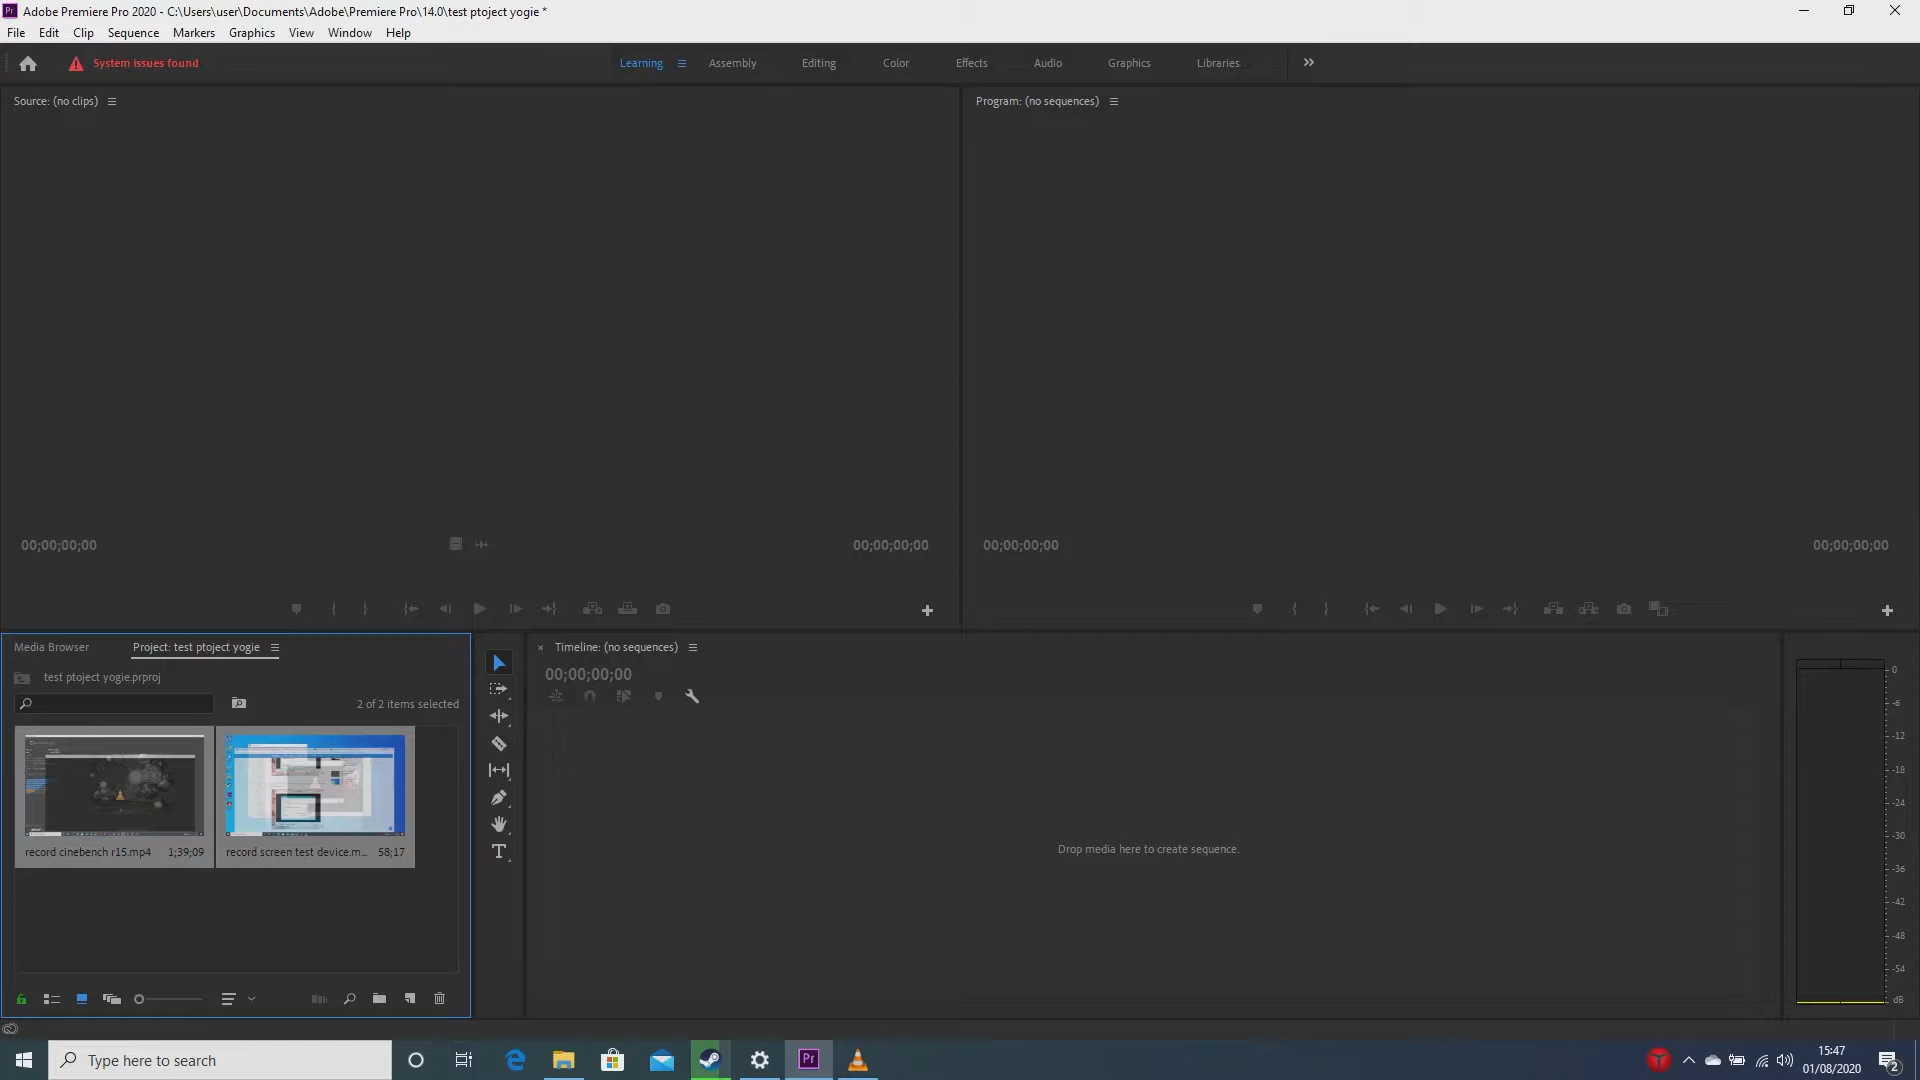 Pr Adobe Premiere Pro 2020 - C:\Users\user\Documents\Adobe\Premiere Pro\14.0\test ptoject yogie *
File Edit Clip Sequence Markers Graphics View Window Help
System issues found Learning Assembly Editing Color Effects Audio Graphics Libraries
Source: (no clips)
Program: (no sequences)
00;00;00;00 00;00;00;00
00;00;00;00 00;00;00;00
Media Browser Project: test ptoject yogie
test ptoject yogie.prproj
2 of 2 items selected
record cinebench r15.mp4 1;39;09
record screen test device.m... 58;17
Timeline: (no sequences)
00;00;00;00
Drop media here to create sequence.
0
-6
-12
-18
-24
-30
-36
-42
-48
-54
dB
Type here to search
Pr
15:47
01/08/2020
2